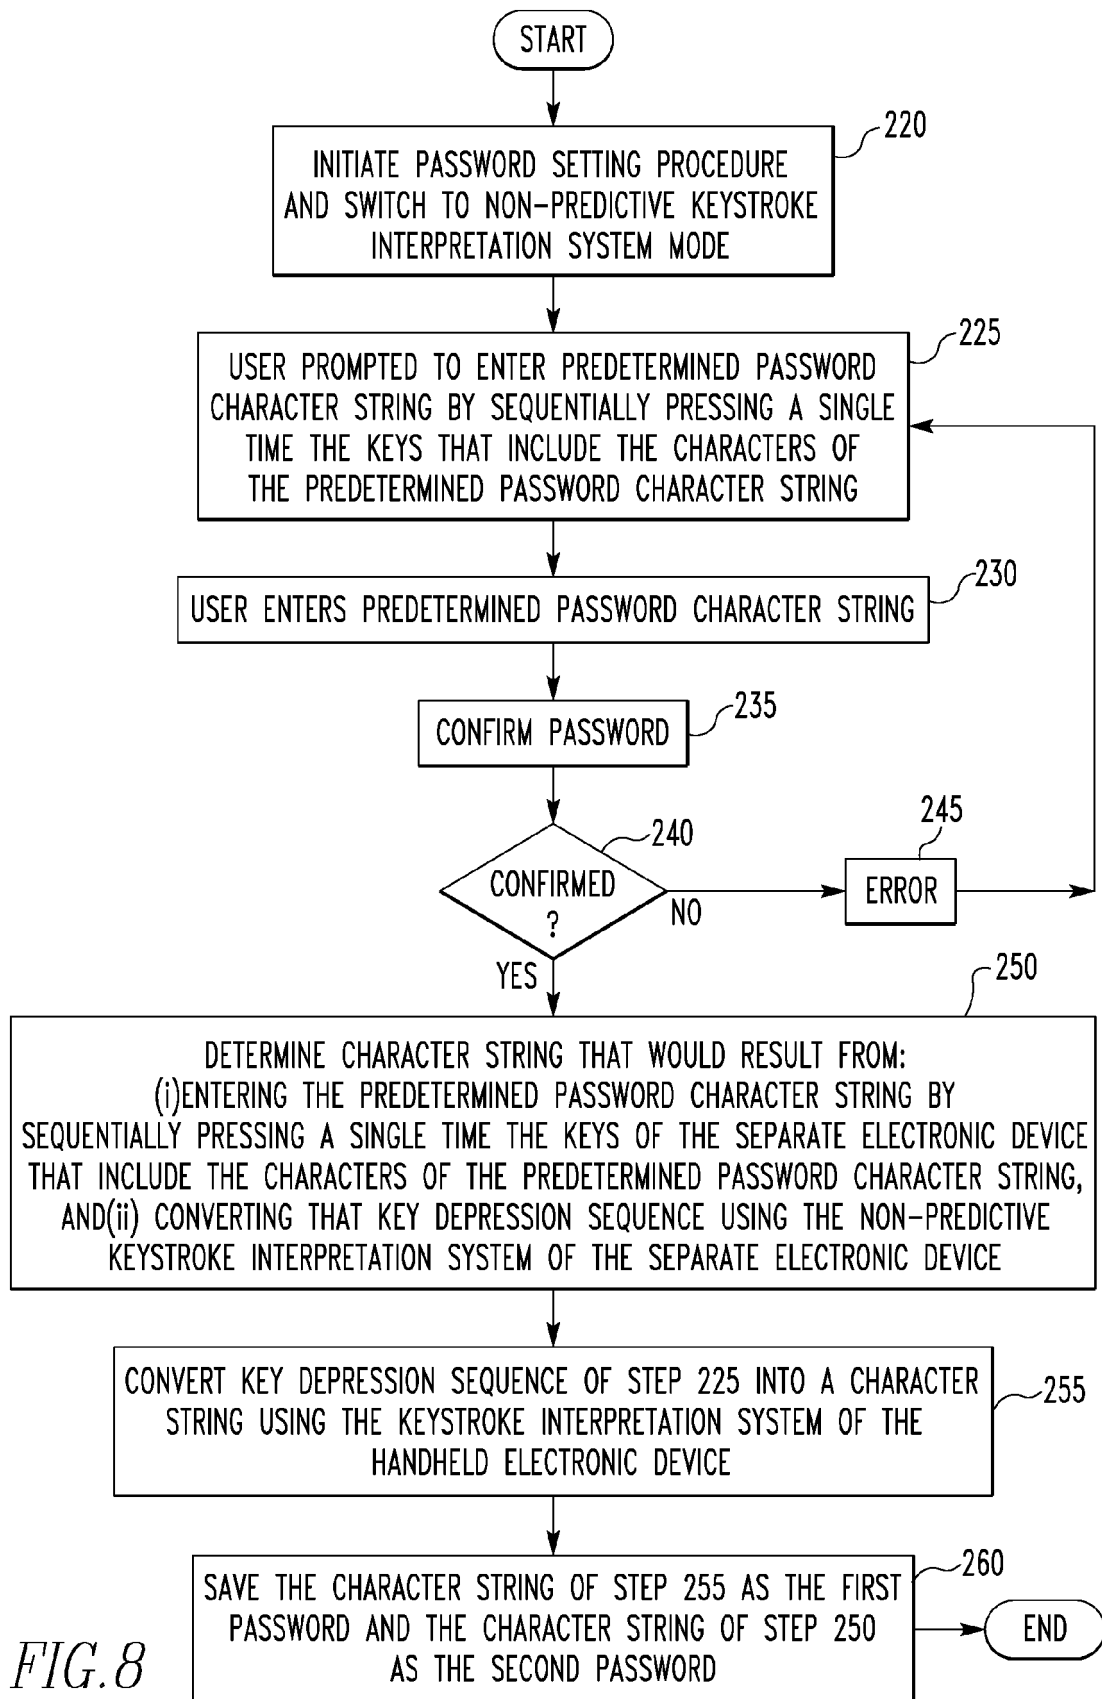 START
220
INITIATE PASSWORD SETTING PROCEDURE
AND SWITCH TO NON-PREDICTIVE KEYSTROKE
INTERPRETATION SYSTEM MODE
225
USER PROMPTED TO ENTER PREDETERMINED PASSWORD
CHARACTER STRING BY SEQUENTIALLY PRESSING A SINGLE
TIME THE KEYS THAT INCLUDE THE CHARACTERS OF
THE PREDETERMINED PASSWORD CHARACTER STRING
230
USER ENTERS PREDETERMINED PASSWORD CHARACTER STRING
235
CONFIRM PASSWORD
240
CONFIRMED
?
NO
245
ERROR
YES
250
DETERMINE CHARACTER STRING THAT WOULD RESULT FROM:
(i)ENTERING THE PREDETERMINED PASSWORD CHARACTER STRING BY
SEQUENTIALLY PRESSING A SINGLE TIME THE KEYS OF THE SEPARATE ELECTRONIC DEVICE
THAT INCLUDE THE CHARACTERS OF THE PREDETERMINED PASSWORD CHARACTER STRING,
AND(ii) CONVERTING THAT KEY DEPRESSION SEQUENCE USING THE NON-PREDICTIVE
KEYSTROKE INTERPRETATION SYSTEM OF THE SEPARATE ELECTRONIC DEVICE
CONVERT KEY DEPRESSION SEQUENCE OF STEP 225 INTO A CHARACTER
STRING USING THE KEYSTROKE INTERPRETATION SYSTEM OF THE
HANDHELD ELECTRONIC DEVICE
255
260
SAVE THE CHARACTER STRING OF STEP 255 AS THE FIRST
PASSWORD AND THE CHARACTER STRING OF STEP 250
AS THE SECOND PASSWORD
END
FIG.8